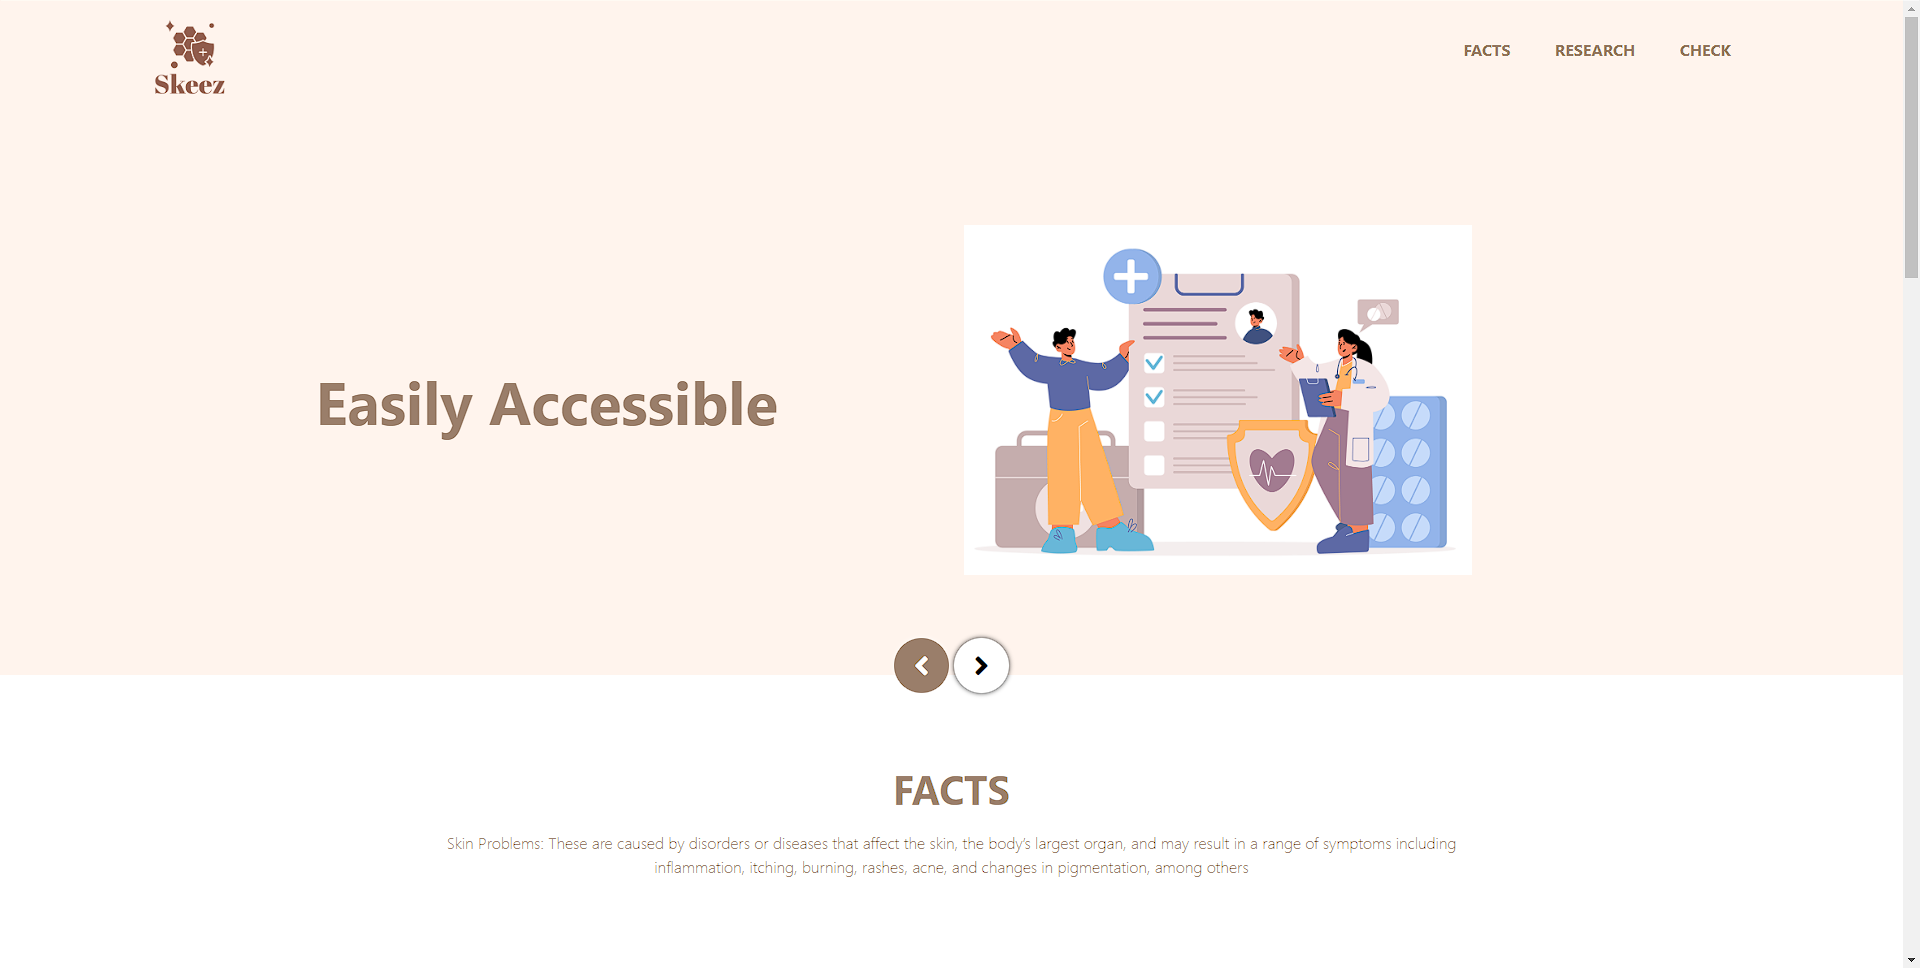 Skeez
FACTS
RESEARCH
CHECK
Easily Accessible
FACTS
Skin Problems: These are caused by disorders or diseases that affect the skin, the body’s largest organ, and may result in a range of symptoms including
inflammation, itching, burning, rashes, acne, and changes in pigmentation, among others